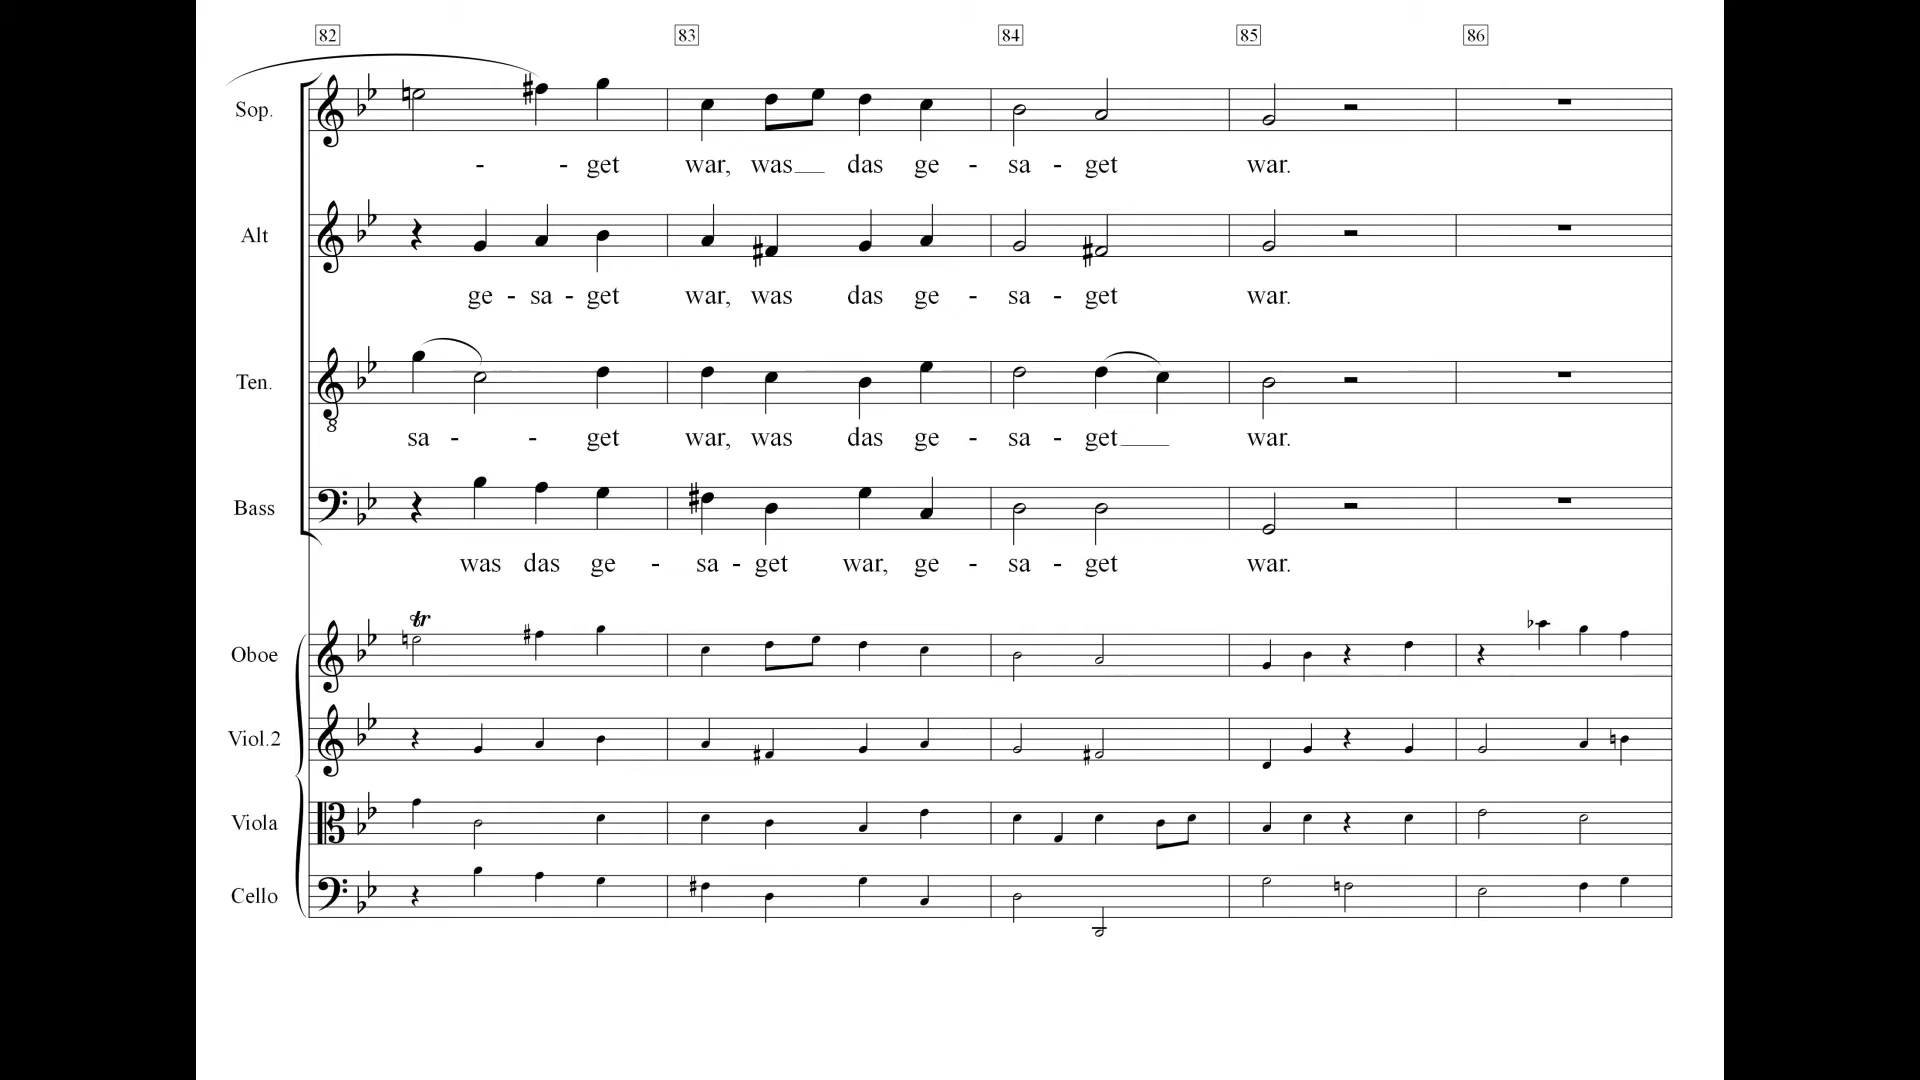 82 83 84 85 86
Sop.
- - get war, was das ge - sa - get war.
Alt
ge - sa - get war, was das ge - sa - get war.
Ten.
8
sa - - get war, was das ge - sa - get war.
Bass
was das ge - sa - get war, ge - sa - get war.
tr
Oboe
Viol.2
Viola
Cello